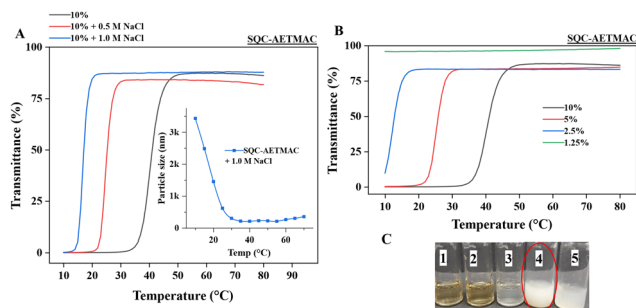 A
10%
10% + 0.5 M NaCl
10% + 1.0 M NaCl
SQC-AETMAC
Transmittance (%)
100
75
50
25
0
10 20 30 40 50 60 70 80
Temperature (°C)
Particle size (nm)
3k
2k
1k
0
20 40 60
Temp (°C)
SQC-AETMAC
+ 1.0 M NaCl
B
SQC-AETMAC
Transmittance (%)
100
75
50
25
0
10%
5%
2.5%
1.25%
10 20 30 40 50 60 70 80
Temperature (°C)
C
1 2 3 4 5